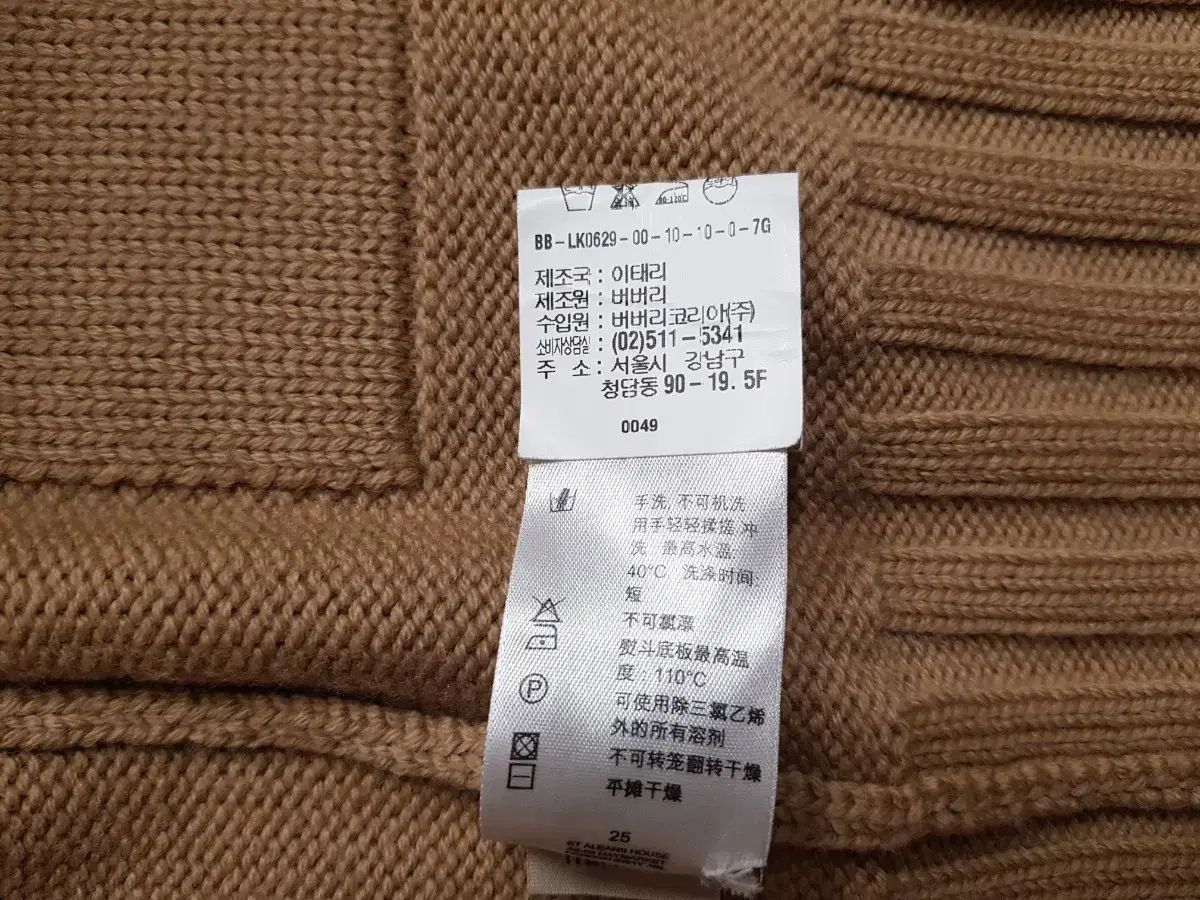 BB-LK0629-00-10-10-0-7G
제조국 : 이태리
제조원 : 버버리
수입원 : 버버리코리아(주)
소비자상담실 : (02)511-5341
주 소 : 서울시 강남구
청담동 90-19. 5F
0049
手洗, 不可机洗
用手轻轻揉搓 冲
洗. 最高水温:
40°C 洗涤时间:
短
不可氯漂
熨斗底板最高温
度 : 110°C
P
可使用除三氯乙烯
外的所有溶剂
不可转笼翻转干燥
平摊干燥
25
ST ALBANS HOUSE